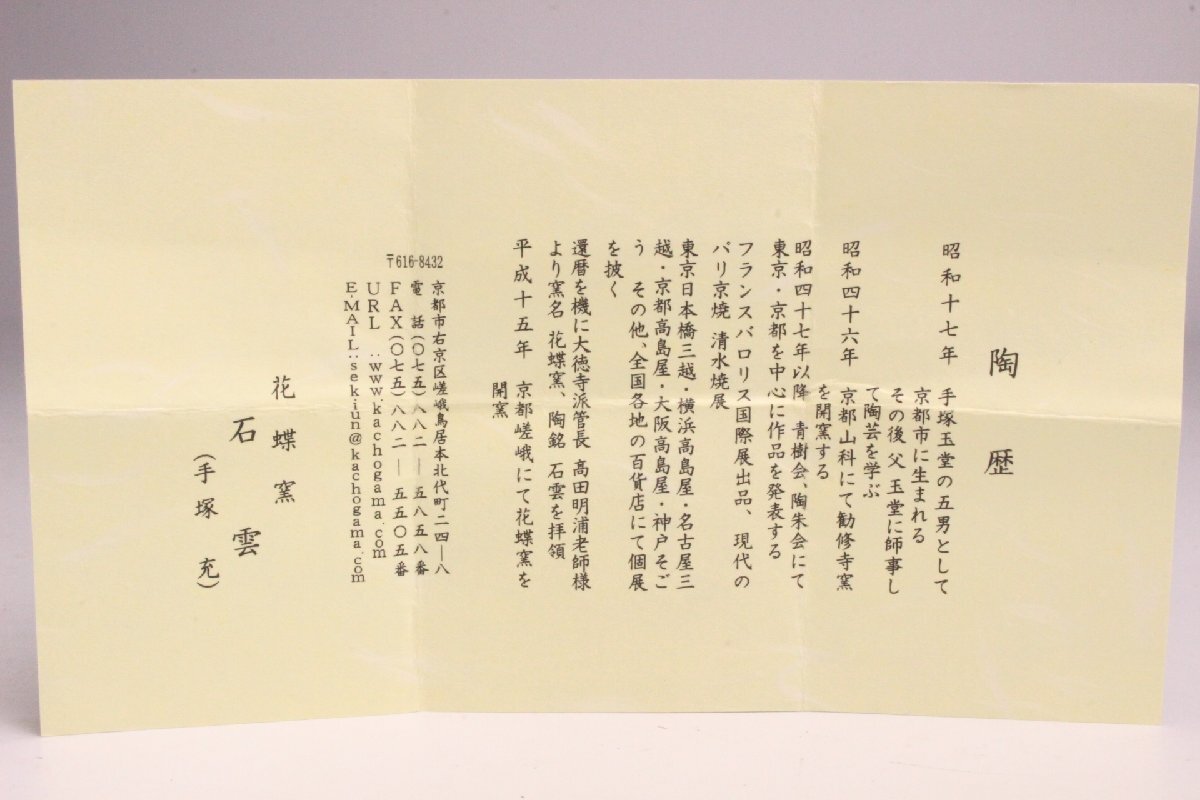 陶歴
昭和十七年 手塚玉堂の五男として
京都市に生まれる
その後 父 玉堂に師事し
て陶芸を学ぶ
昭和四十六年 京都山科にて勧修寺窯
を開窯する
昭和四十七年以降 青樹会、陶朱会にて
東京・京都を中心に作品を発表する
フランスバロリス国際展出品、現代の
パリ京焼 清水焼展
東京日本橋三越・横浜高島屋・名古屋三
越・京都高島屋・大阪高島屋・神戸そご
う その他、全国各地の百貨店にて個展
を披く
還暦を機に大徳寺派管長 高田明浦老師様
より窯名 花蝶窯、陶銘 石雲を拝領
平成十五年 京都嵯峨にて花蝶窯を
開窯
〒616-8432
京都市右京区嵯峨鳥居本北代町二四―八
電 話(〇七五)八八二―五八五八番
FAX(〇七五)八八二―五五〇五番
URL :www.kachogama.com
E-MAIL:sekiun@kachogama.com
花蝶窯
石雲
(手塚 充)